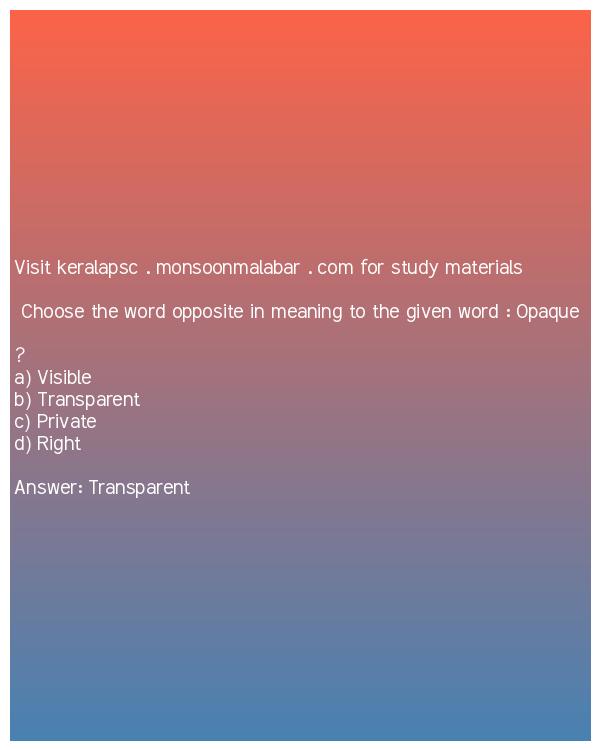 Visit keralapsc . monsoonmalabar . com for study materials
Choose the word opposite in meaning to the given word : Opaque
?
a) Visible
b) Transparent
c) Private
d) Right
Answer: Transparent